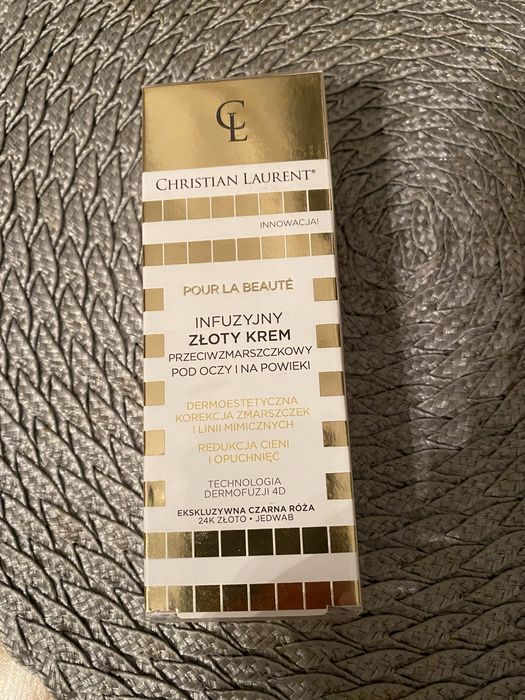 CL
CHRISTIAN LAURENT®
INNOWACJA!
POUR LA BEAUTÉ
INFUZYJNY
ZŁOTY KREM
PRZECIWZMARSZCZKOWY
POD OCZY I NA POWIEKI
DERMOESTETYCZNA
KOREKCJA ZMARSZCZEK
I LINII MIMICZNYCH
REDUKCJA CIENI
I OPUCHNIĘĆ
TECHNOLOGIA
DERMOFUZJI 4D
EKSKLUZYWNA CZARNA RÓŻA
24K ZŁOTO • JEDWAB